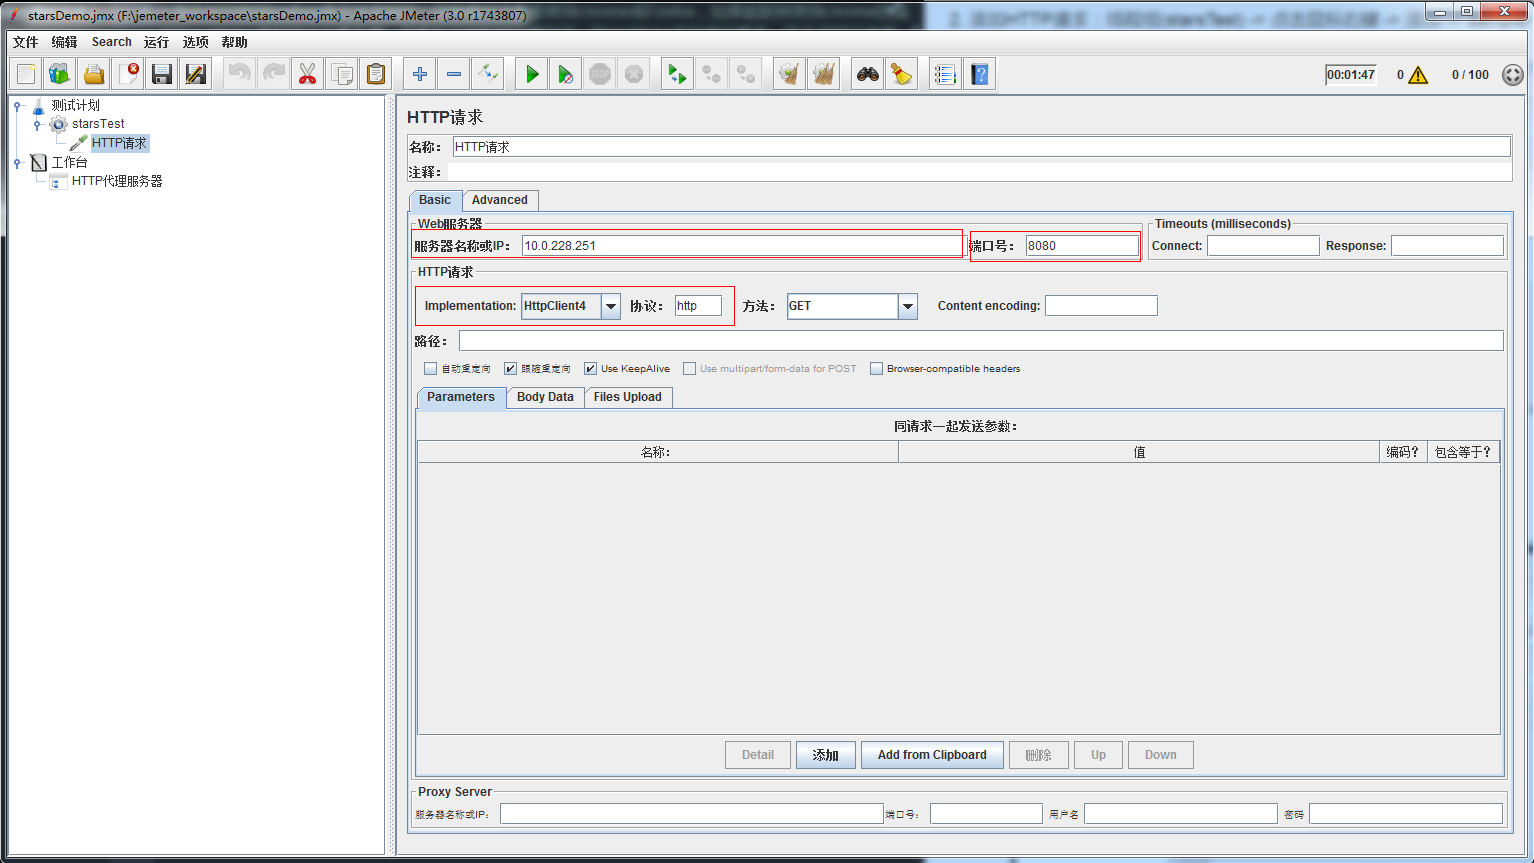 starsDemo.jmx (F:\jemeter_workspace\starsDemo.jmx) - Apache JMeter (3.0 r1743807)
文件 编辑 Search 运行 选项 帮助
00:01:47 0 0 / 100
测试计划
starsTest
HTTP请求
工作台
HTTP代理服务器
HTTP请求
名称： HTTP请求
注释：
Basic Advanced
Web服务器
服务器名称或IP： 10.0.228.251 端口号： 8080
Timeouts (milliseconds)
Connect: Response:
HTTP请求
Implementation: HttpClient4 协议： http 方法： GET Content encoding:
路径：
自动重定向 跟随重定向 Use KeepAlive Use multipart/form-data for POST Browser-compatible headers
Parameters Body Data Files Upload
同请求一起发送参数：
名称： 值 编码？ 包含等于？
Detail 添加 Add from Clipboard 删除 Up Down
Proxy Server
服务器名称或IP： 端口号： 用户名 密码